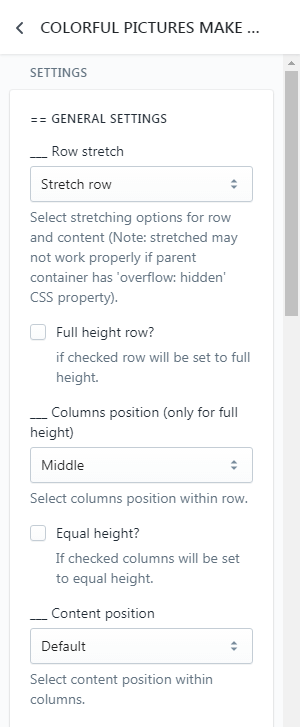 COLORFUL PICTURES MAKE ...
SETTINGS
== GENERAL SETTINGS
___ Row stretch
Stretch row
Select stretching options for row
and content (Note: stretched may
not work properly if parent
container has 'overflow: hidden'
CSS property).
Full height row?
if checked row will be set to full
height.
___ Columns position (only for full
height)
Middle
Select columns position within row.
Equal height?
If checked columns will be set
to equal height.
___ Content position
Default
Select content position within
columns.